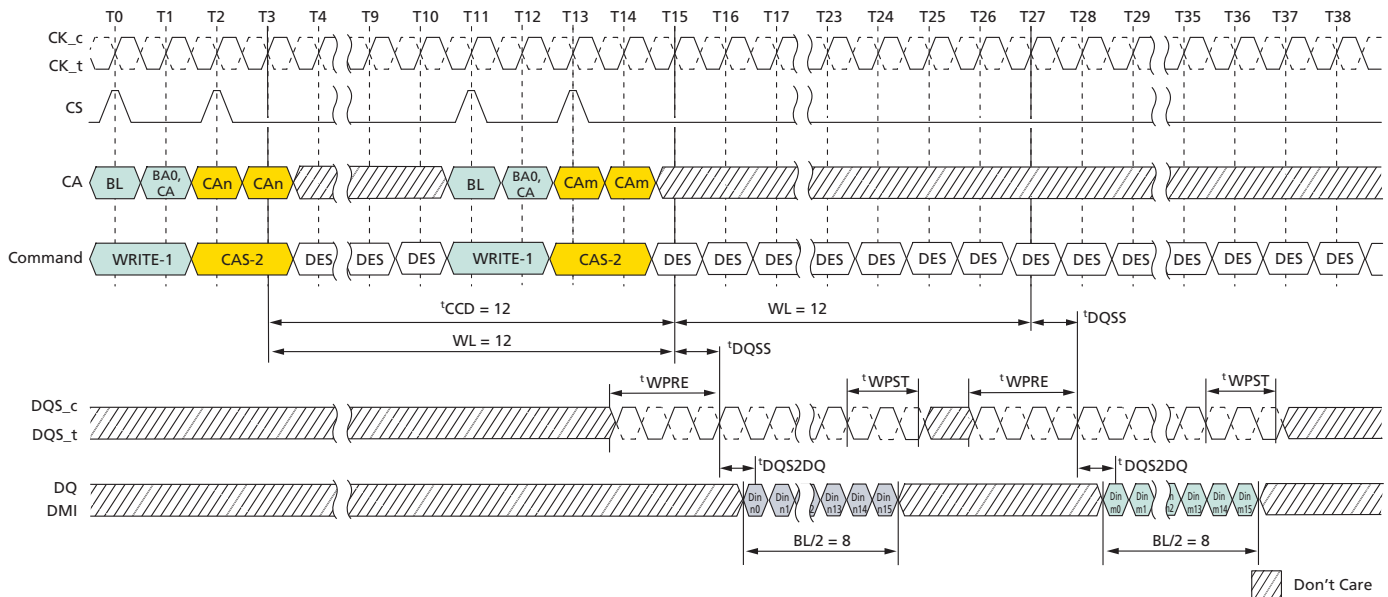 T0 T1 T2 T3 T4 T9 T10 T11 T12 T13 T14 T15 T16 T17 T23 T24 T25 T26 T27 T28 T29 T35 T36 T37 T38
CK_c
CK_t
CS
CA BL BA0, CA CAn CAn BL BA0, CA CAm CAm
Command WRITE-1 CAS-2 DES DES DES WRITE-1 CAS-2 DES DES DES DES DES DES DES DES DES DES DES DES DES DES
tCCD = 12 WL = 12 tDQSS
WL = 12 tDQSS
tWPRE tWPST tWPRE tWPST
DQS_c
DQS_t
tDQS2DQ tDQS2DQ
DQ Din n0 Din n1 Din n13 Din n14 Din n15 Din m0 Din m1 Din m13 Din m14 Din m15
DMI
BL/2 = 8 BL/2 = 8
Don't Care